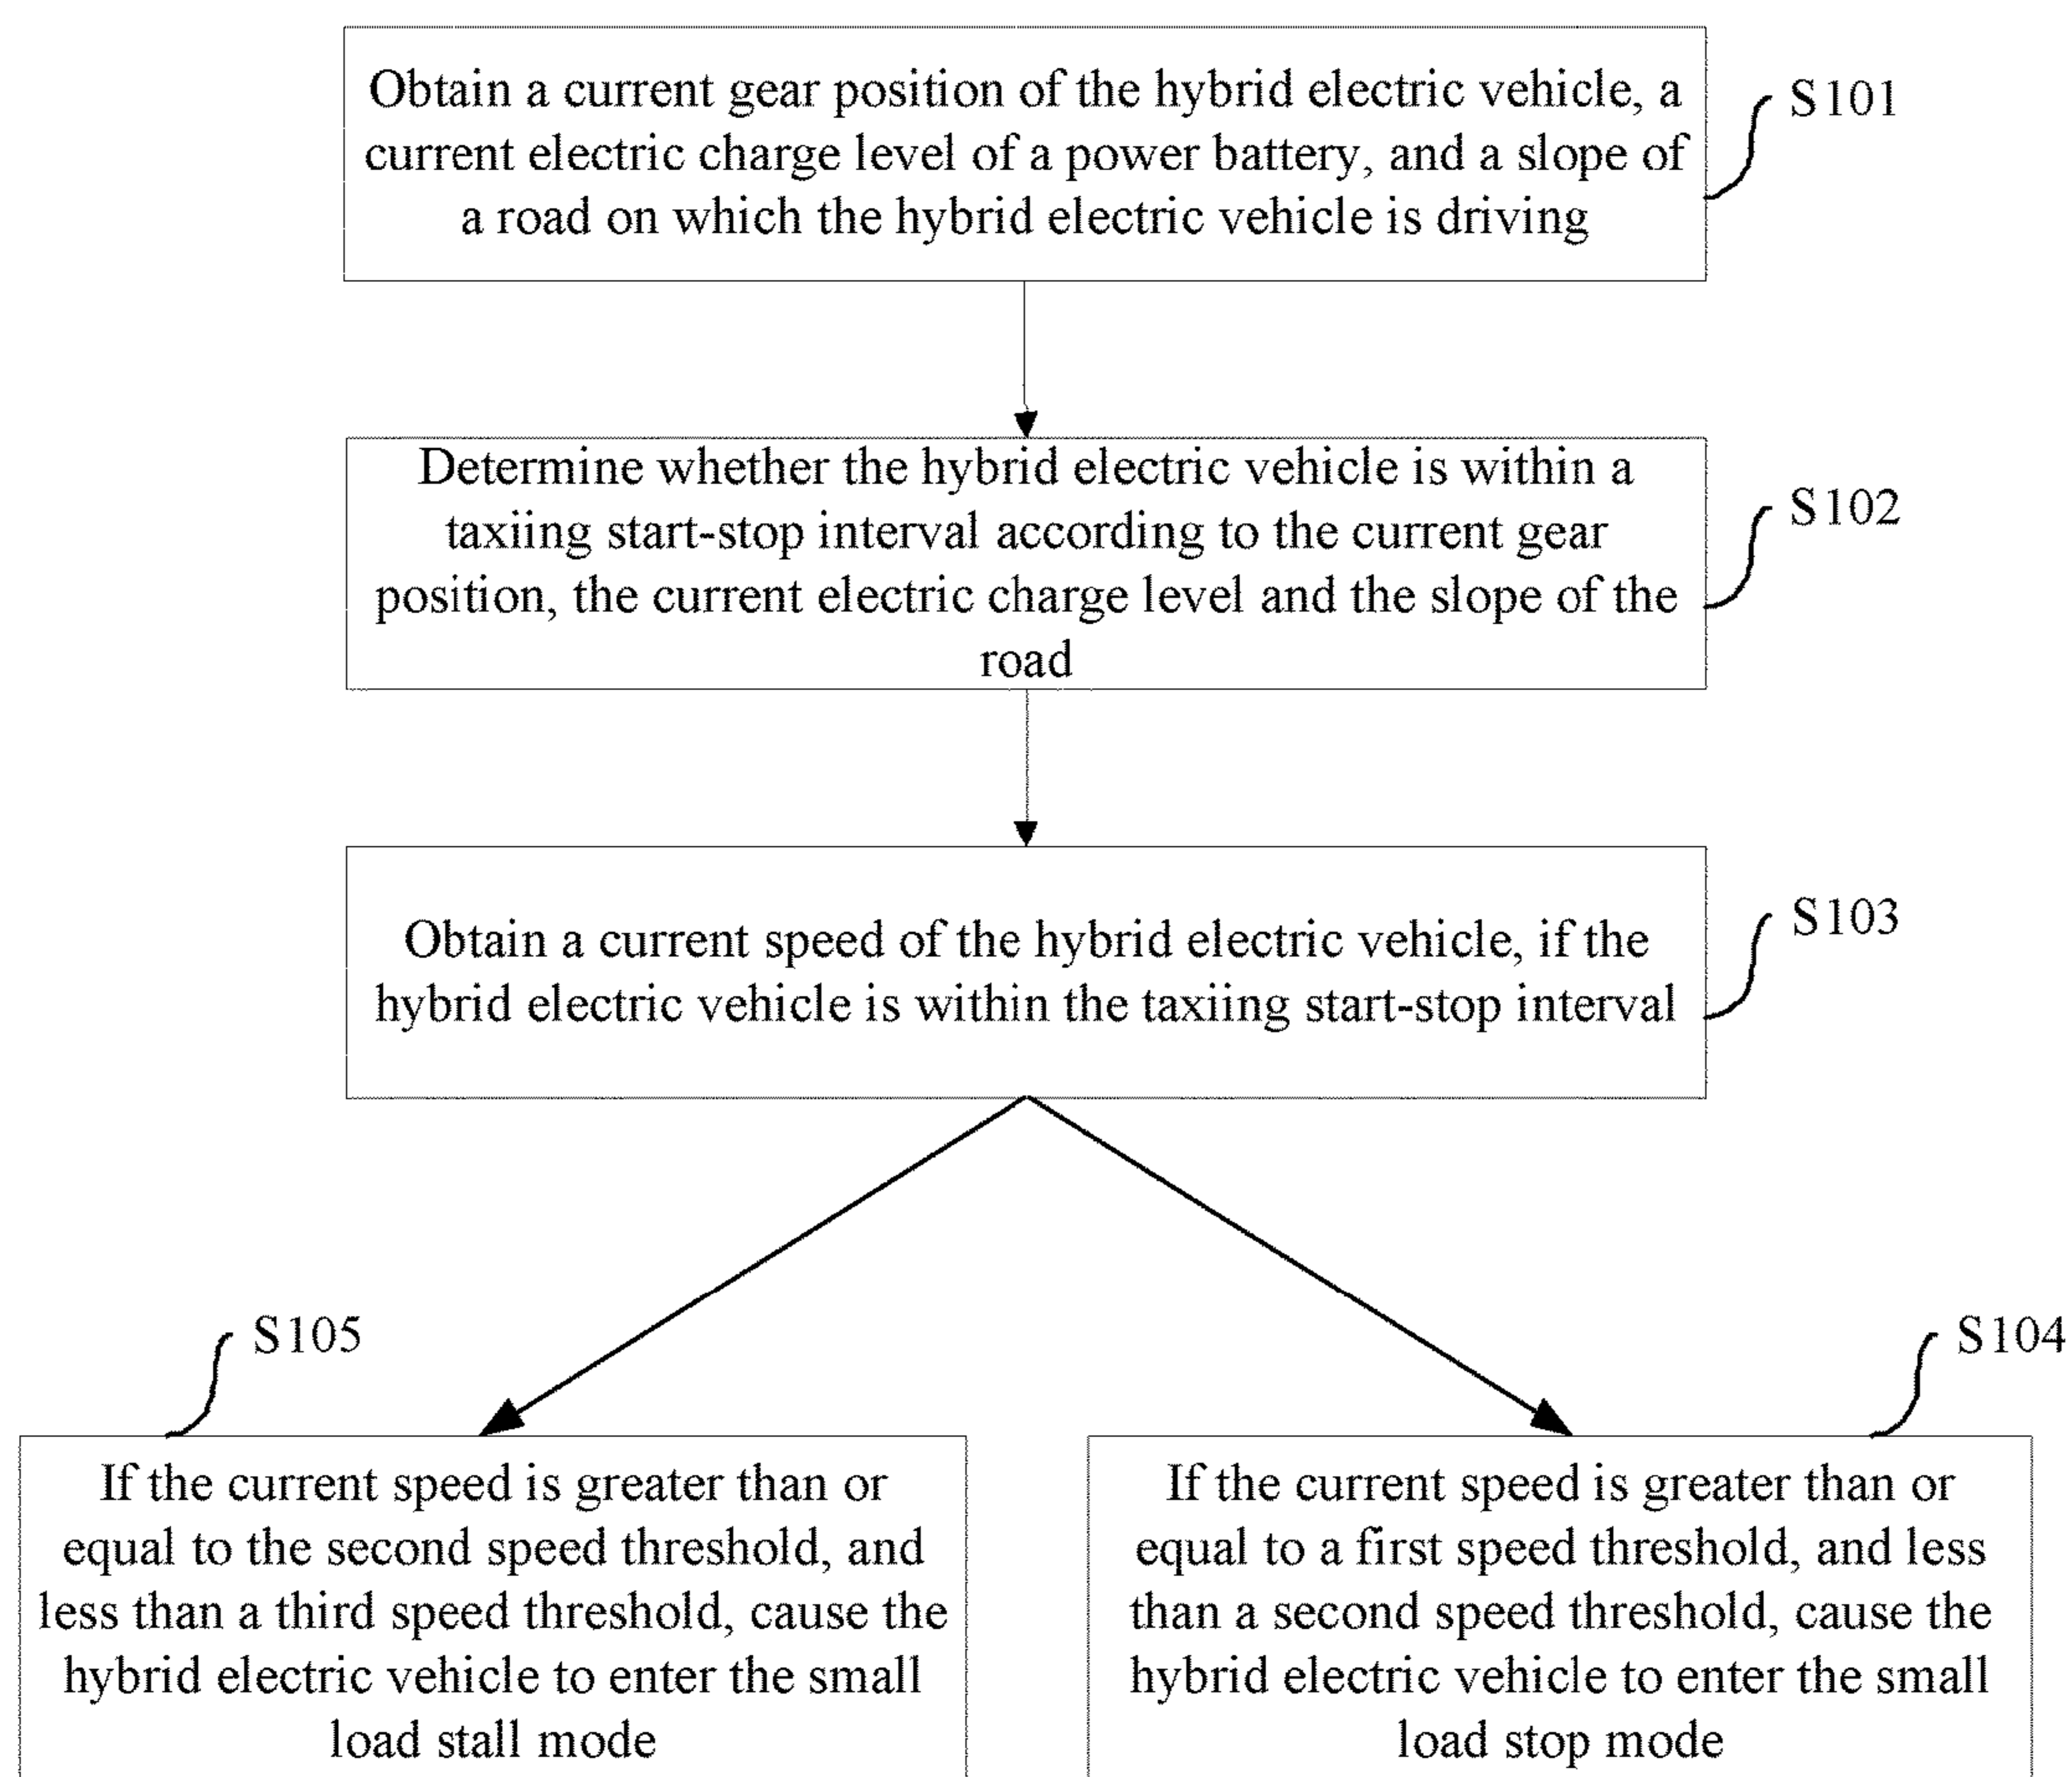 Obtain a current gear position of the hybrid electric vehicle, a
current electric charge level of a power battery, and a slope of
a road on which the hybrid electric vehicle is driving
S101
Determine whether the hybrid electric vehicle is within a
taxiing start-stop interval according to the current gear
position, the current electric charge level and the slope of the
road
S102
Obtain a current speed of the hybrid electric vehicle, if the
hybrid electric vehicle is within the taxiing start-stop interval
S103
S105
If the current speed is greater than or
equal to the second speed threshold, and
less than a third speed threshold, cause the
hybrid electric vehicle to enter the small
load stall mode
S104
If the current speed is greater than or
equal to a first speed threshold, and less
than a second speed threshold, cause the
hybrid electric vehicle to enter the small
load stop mode